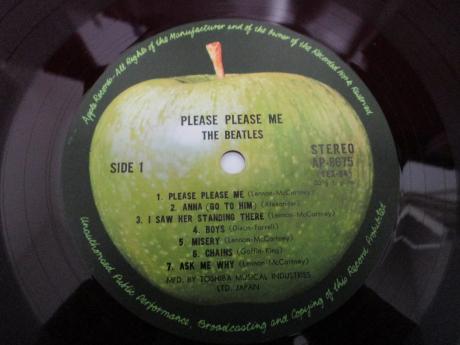 Apple Records-All Rights of the Manufacturer and of the Owner of the Recorded Work Reserved
PLEASE PLEASE ME
THE BEATLES
SIDE 1
STEREO
AP-8675
1. PLEASE PLEASE ME (Lennon-McCartney)
2. ANNA (GO TO HIM) (Alexander)
3. I SAW HER STANDING THERE (Lennon-McCartney)
4. BOYS (Dixon-Farrell)
5. MISERY (Lennon-McCartney)
6. CHAINS (Goffin-King)
7. ASK ME WHY (Lennon-McCartney)
MFD. BY TOSHIBA MUSICAL INDUSTRIES
LTD. JAPAN
Unauthorised Public Performance, Broadcasting and Copying of this Record Prohibited